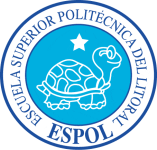 ESCUELA SUPERIOR POLITÉCNICA DEL LITORAL
ESPOL